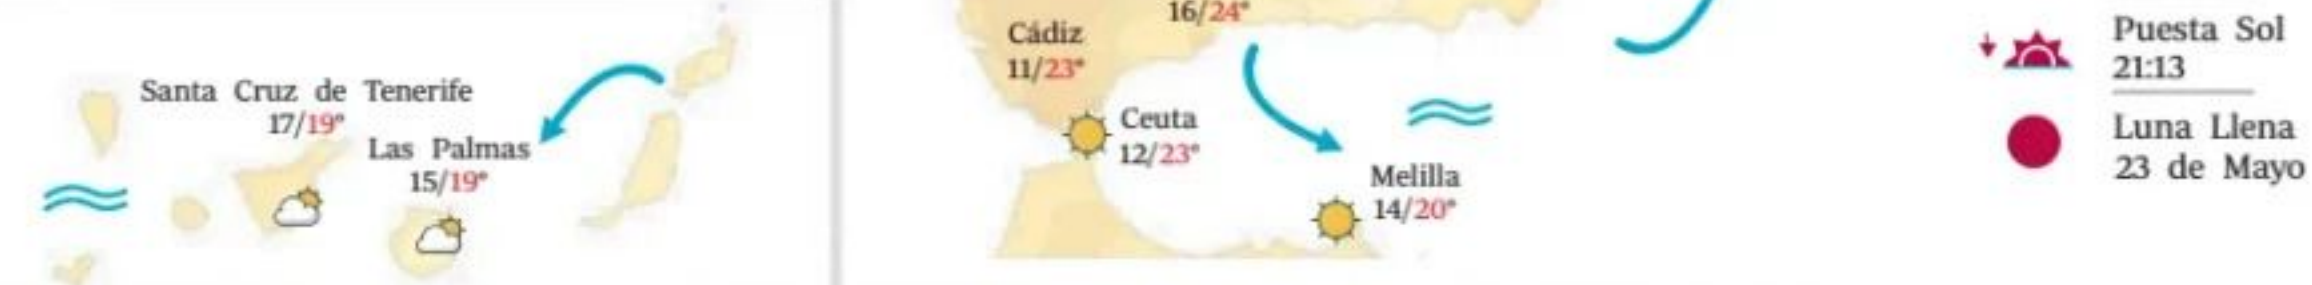 Santa Cruz de Tenerife
17/19°
Las Palmas
15/19°
16/24°
Cádiz
11/23°
Ceuta
12/23°
Melilla
14/20°
Puesta Sol
21:13
Luna Llena
23 de Mayo